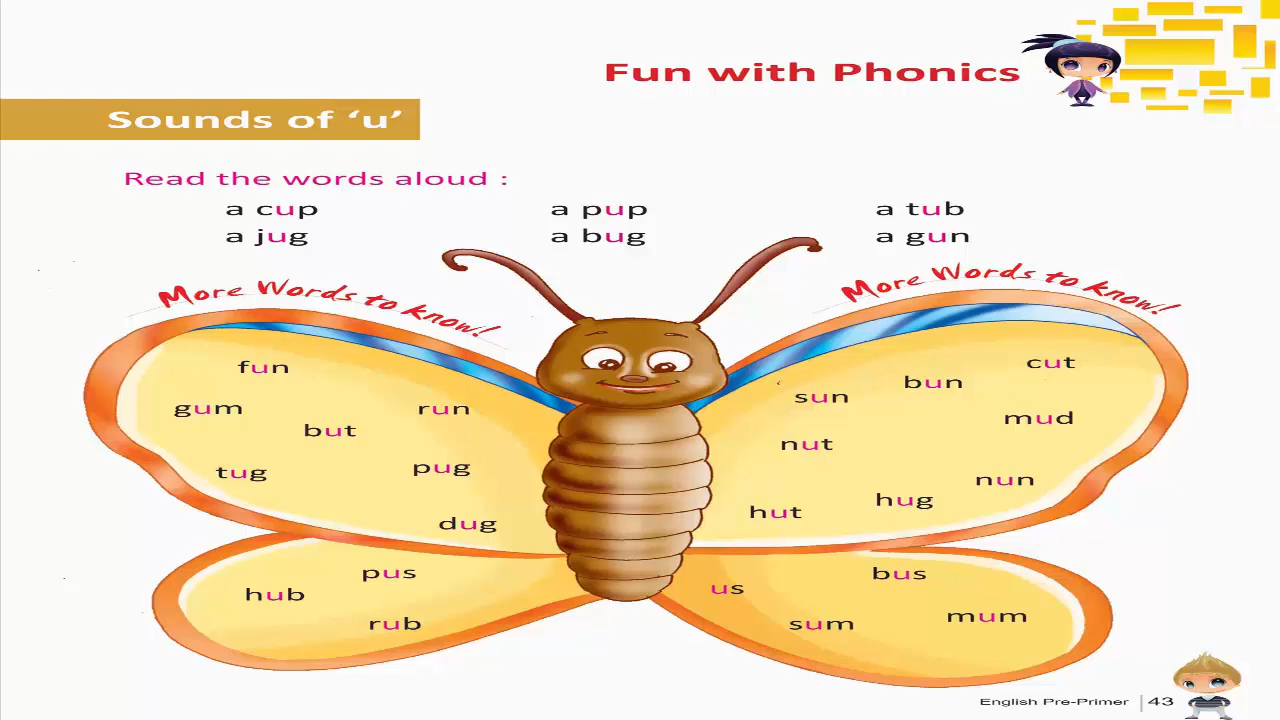 Fun with Phonics
Sounds of ‘u’
Read the words aloud :
a cup a pup a tub
a jug a bug a gun
More Words to know!
More Words to know!
fun
gum run
but
tug pug
dug
hub pus
rub
sun bun cut
nut mud
hut hug nun
us bus
sum mum
English Pre-Primer | 43